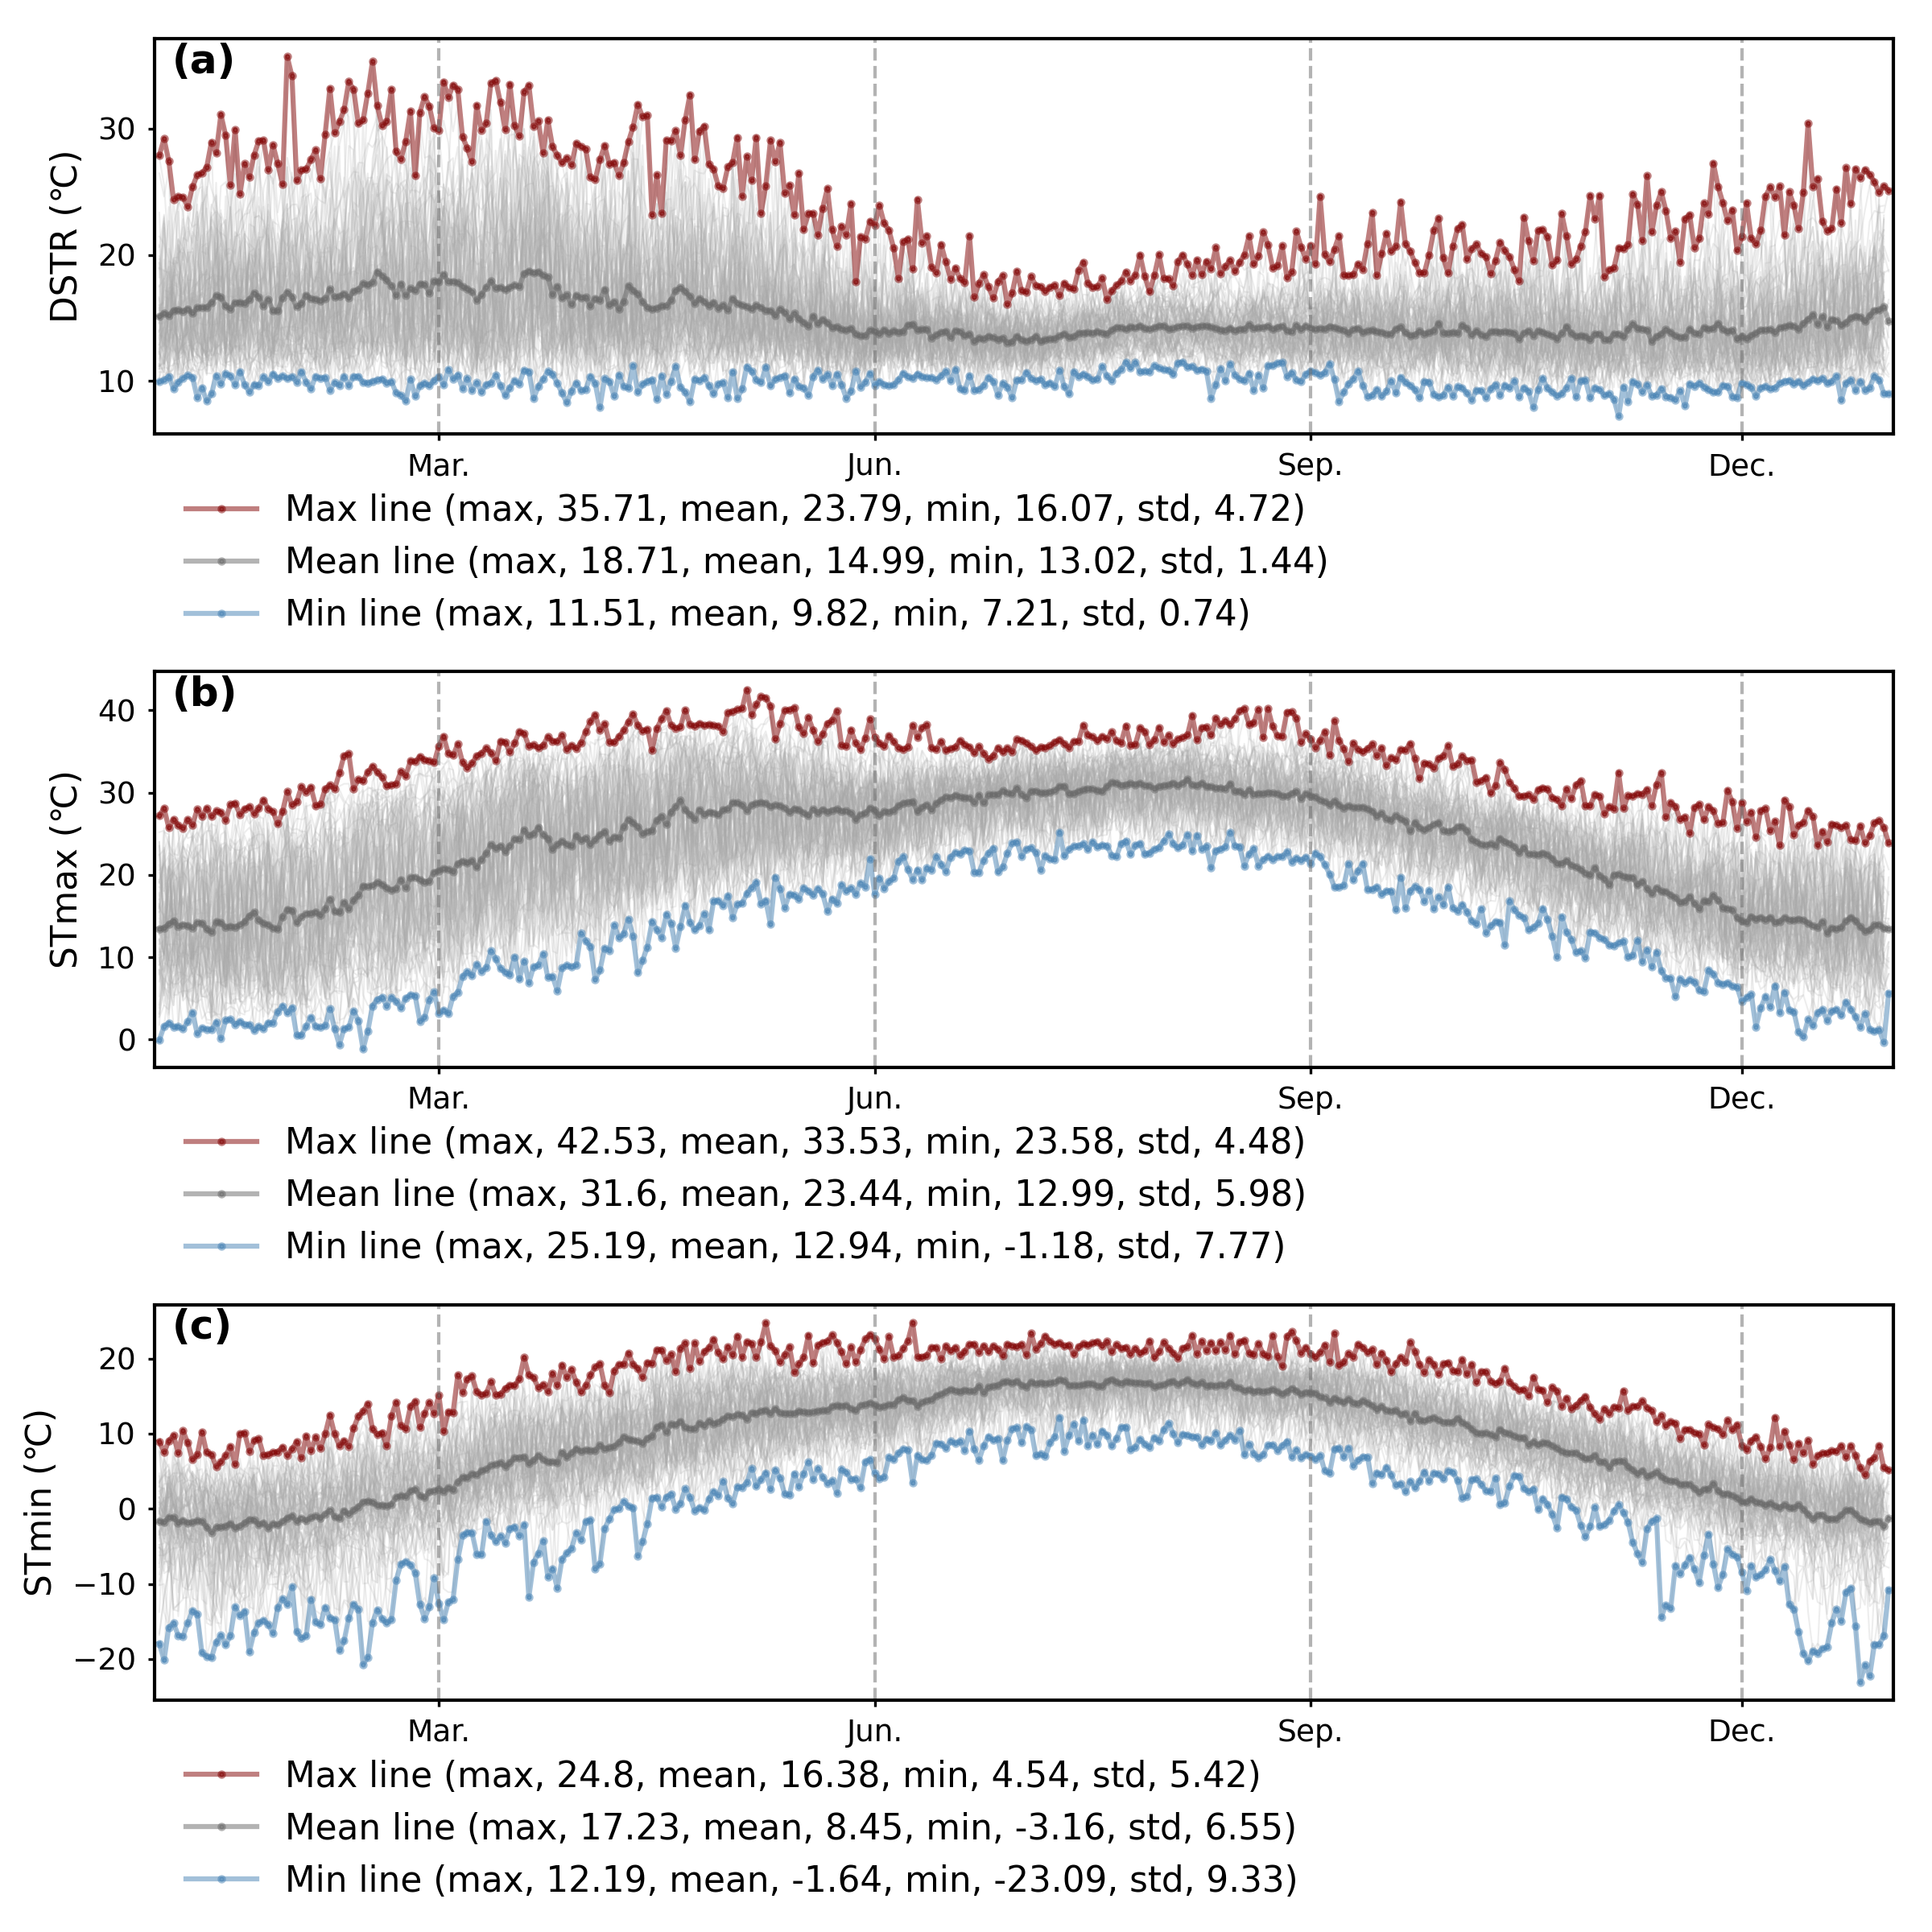 (a)
30
20
10
DSTR (℃)
Mar. Jun. Sep. Dec.
Max line (max, 35.71, mean, 23.79, min, 16.07, std, 4.72)
Mean line (max, 18.71, mean, 14.99, min, 13.02, std, 1.44)
Min line (max, 11.51, mean, 9.82, min, 7.21, std, 0.74)
(b)
40
30
20
10
0
STmax (℃)
Mar. Jun. Sep. Dec.
Max line (max, 42.53, mean, 33.53, min, 23.58, std, 4.48)
Mean line (max, 31.6, mean, 23.44, min, 12.99, std, 5.98)
Min line (max, 25.19, mean, 12.94, min, -1.18, std, 7.77)
(c)
20
10
0
−10
−20
STmin (℃)
Mar. Jun. Sep. Dec.
Max line (max, 24.8, mean, 16.38, min, 4.54, std, 5.42)
Mean line (max, 17.23, mean, 8.45, min, -3.16, std, 6.55)
Min line (max, 12.19, mean, -1.64, min, -23.09, std, 9.33)